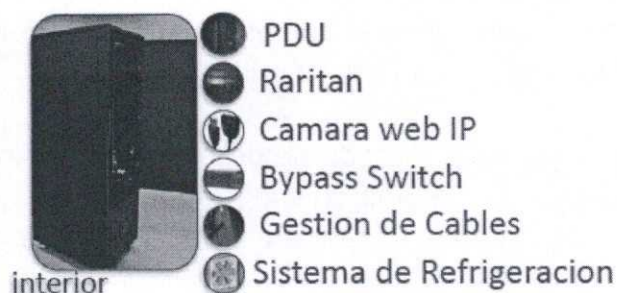 PDU
Raritan
Camara web IP
Bypass Switch
Gestion de Cables
Sistema de Refrigeracion
interior